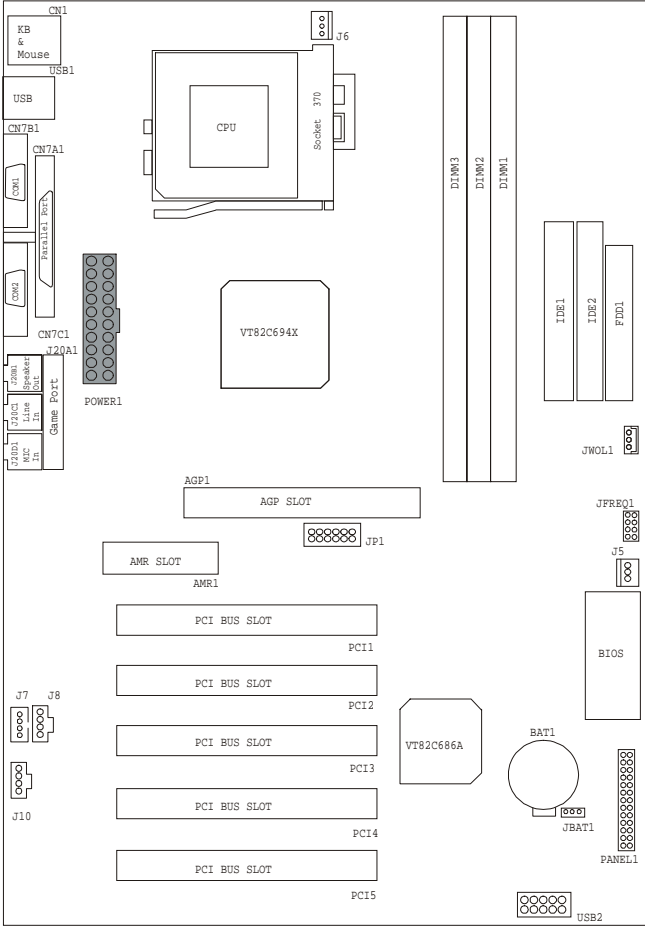 CN1
KB
&
Mouse
USB1
USB
CN7B1
CN7A1
COM1
Parallel Port
COM2
CN7C1
J20A1
J20B1
Speaker
Out
J20C1
Line
In
J20D1
MIC
In
Game Port
POWER1
J6
CPU
Socket 370
VT82C694X
DIMM3
DIMM2
DIMM1
IDE1
IDE2
FDD1
JWOL1
JFREQ1
J5
BIOS
AGP1
AGP SLOT
JP1
AMR SLOT
AMR1
PCI BUS SLOT
PCI1
PCI BUS SLOT
PCI2
PCI BUS SLOT
PCI3
PCI BUS SLOT
PCI4
PCI BUS SLOT
PCI5
J7
J8
J10
VT82C686A
BAT1
JBAT1
PANEL1
USB2